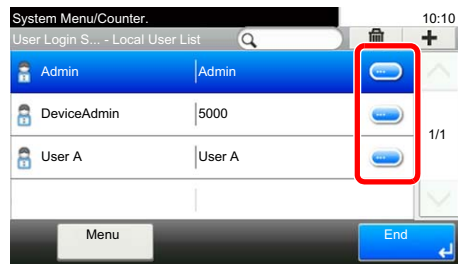 System Menu/Counter. 10:10
User Login S... - Local User List
Admin Admin
DeviceAdmin 5000
1/1
User A User A
Menu End